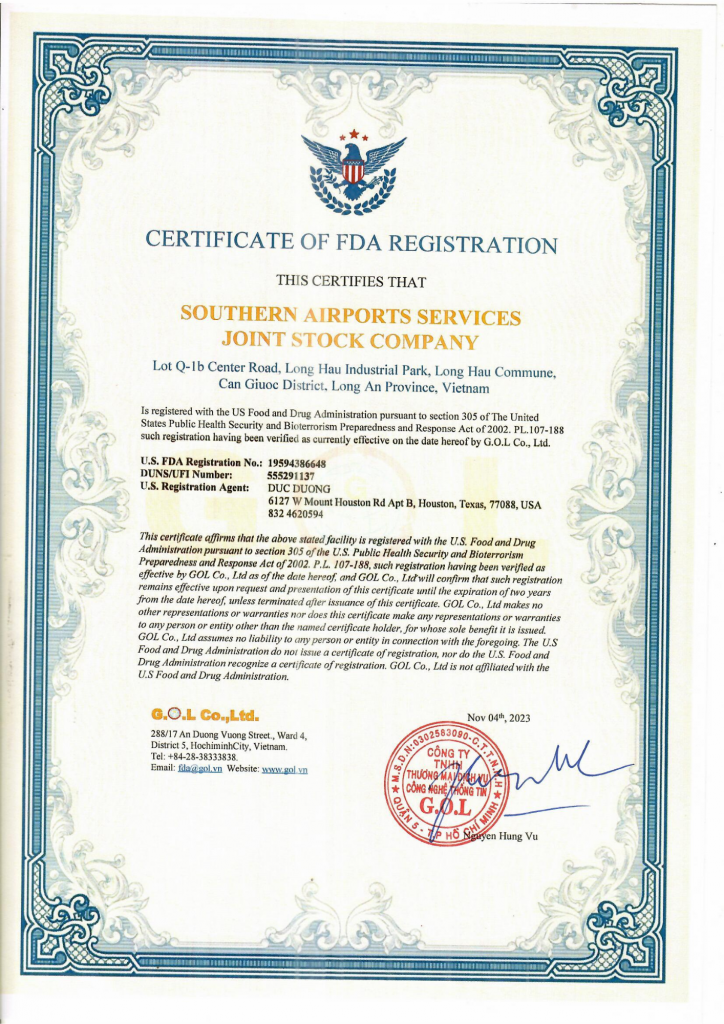 CERTIFICATE OF FDA REGISTRATION
THIS CERTIFIES THAT
SOUTHERN AIRPORTS SERVICES
JOINT STOCK COMPANY
Lot Q-1b Center Road, Long Hau Industrial Park, Long Hau Commune,
Can Giuoc District, Long An Province, Vietnam
Is registered with the US Food and Drug Administration pursuant to section 305 of The United
States Public Health Security and Bioterrorism Preparedness and Response Act of 2002. PL.107-188
such registration having been verified as currently effective on the date hereof by G.O.L Co., Ltd.
U.S. FDA Registration No.: 19594386648
DUNS/UFI Number: 555291137
U.S. Registration Agent: DUC DUONG
6127 W Mount Houston Rd Apt B, Houston, Texas, 77088, USA
832 4620594
This certificate affirms that the above stated facility is registered with the U.S. Food and Drug
Administration pursuant to section 305 of the U.S. Public Health Security and Bioterrorism
Preparedness and Response Act of 2002. P.L. 107-188, such registration having been verified as
effective by GOL Co., Ltd as of the date hereof, and GOL Co., Ltd will confirm that such registration
remains effective upon request and presentation of this certificate until the expiration of two years
from the date hereof, unless terminated after issuance of this certificate. GOL Co., Ltd makes no
other representations or warranties nor does this certificate make any representations or warranties
to any person or entity other than the named certificate holder, for whose sole benefit it is issued.
GOL Co., Ltd assumes no liability to any person or entity in connection with the foregoing. The U.S
Food and Drug Administration do not issue a certificate of registration, nor do the U.S. Food and
Drug Administration recognize a certificate of registration. GOL Co., Ltd is not affiliated with the
U.S Food and Drug Administration.
G.O.L Co.,Ltd.
288/17 An Duong Vuong Street., Ward 4,
District 5, HochiminhCity, Vietnam.
Tel: +84-28-38333838.
Email: fda@gol.vn Website: www.gol.vn
Nov 04th, 2023
M.S.D.N:0302583090-C.T.T.N.H.H
CÔNG TY
TNHH
THƯƠNG MẠI DỊCH VỤ
CÔNG NGHỆ THÔNG TIN
G.O.L
QUẬN 5 - T.P HỒ CHÍ MINH
Nguyen Hung Vu